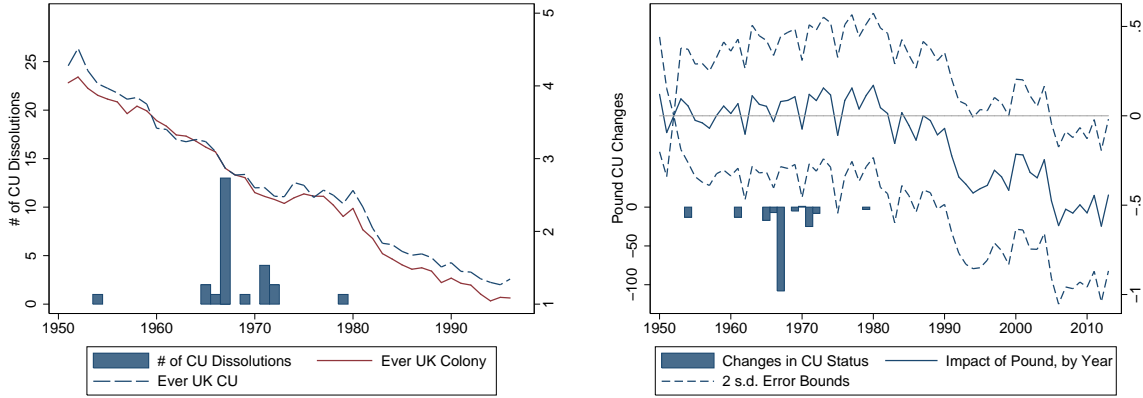 # of CU Dissolutions
25
20
15
10
5
0
5
4
3
2
1
1950 1960 1970 1980 1990
# of CU Dissolutions Ever UK Colony
Ever UK CU
Pound CU Changes
0
−50
−100
.5
0
−.5
−1
1950 1960 1970 1980 1990 2000 2010
Changes in CU Status Impact of Pound, by Year
2 s.d. Error Bounds